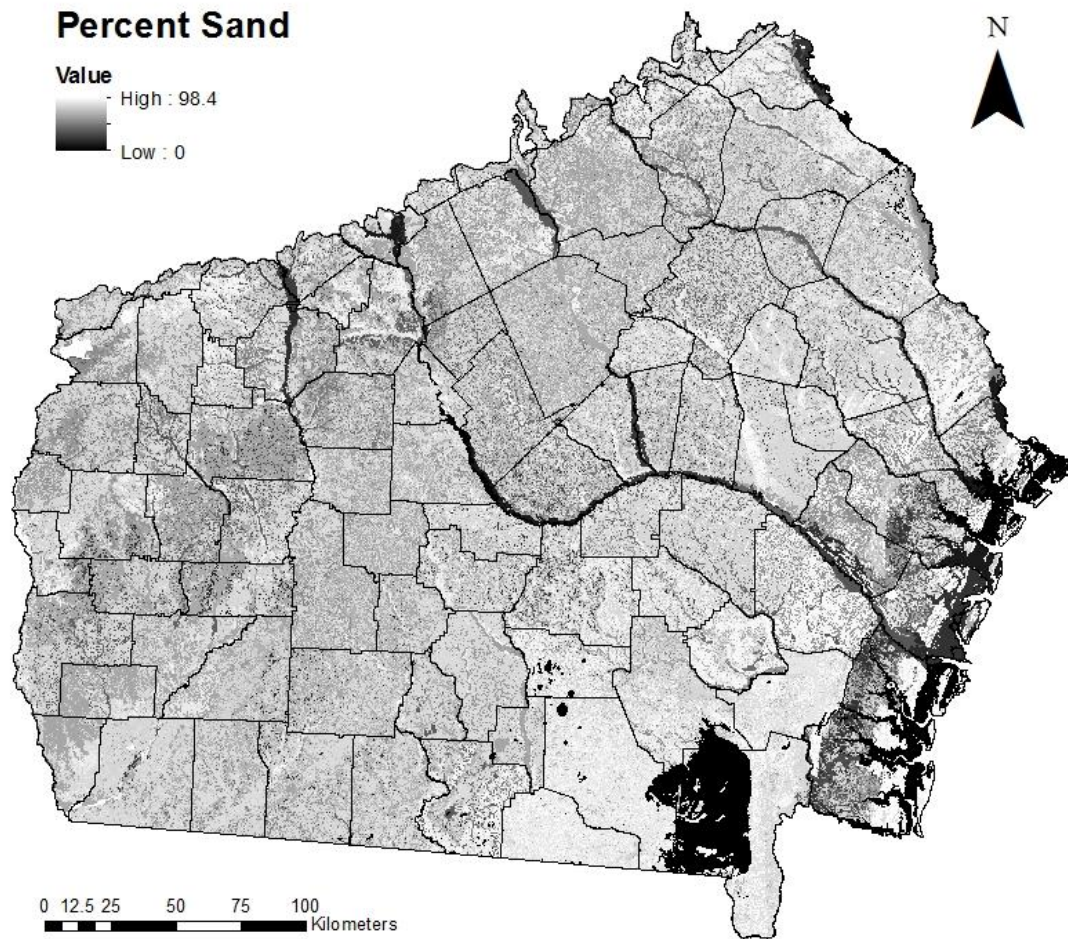 Percent Sand
N
Value
High : 98.4
Low : 0
0 12.5 25 50 75 100
Kilometers